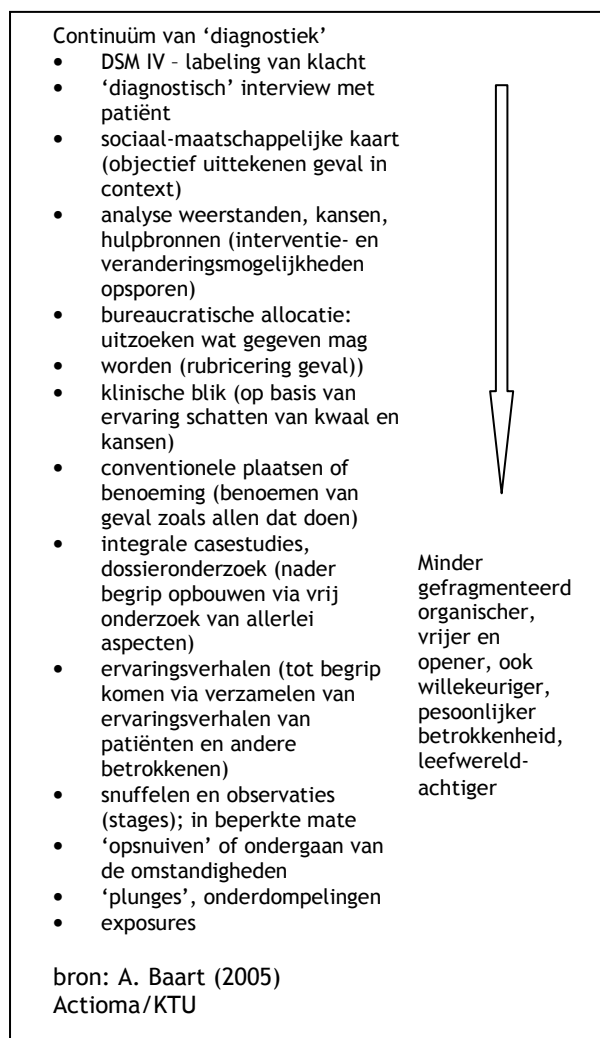 Continuüm van ‘diagnostiek’
• DSM IV – labeling van klacht
• ‘diagnostisch’ interview met
patiënt
• sociaal-maatschappelijke kaart
(objectief uittekenen geval in
context)
• analyse weerstanden, kansen,
hulpbronnen (interventie- en
veranderingsmogelijkheden
opsporen)
• bureaucratische allocatie:
uitzoeken wat gegeven mag
• worden (rubricering geval))
• klinische blik (op basis van
ervaring schatten van kwaal en
kansen)
• conventionele plaatsen of
benoeming (benoemen van
geval zoals allen dat doen)
• integrale casestudies,
dossieronderzoek (nader
begrip opbouwen via vrij
onderzoek van allerlei
aspecten)
• ervaringsverhalen (tot begrip
komen via verzamelen van
ervaringsverhalen van
patiënten en andere
betrokkenen)
• snuffelen en observaties
(stages); in beperkte mate
• ‘opsnuiven’ of ondergaan van
de omstandigheden
• ‘plunges’, onderdompelingen
• exposures
Minder
gefragmenteerd
organischer,
vrijer en
opener, ook
willekeuriger,
pesoonlijker
betrokkenheid,
leefwereld-
achtiger
bron: A. Baart (2005)
Actioma/KTU